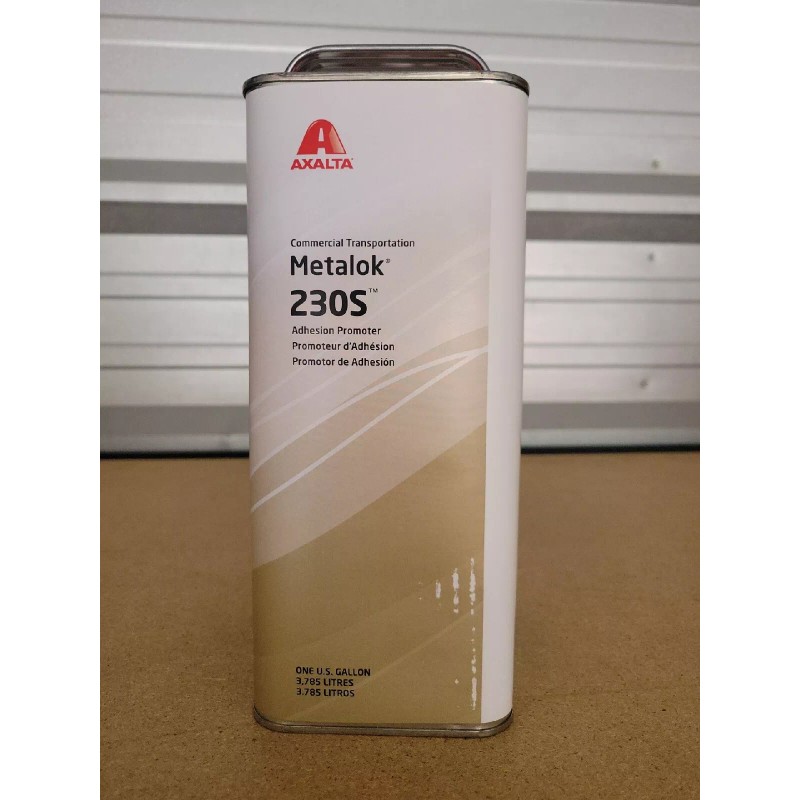 AXALTA
Commercial Transportation
Metalok®
230S™
Adhesion Promoter
Promoteur d'Adhésion
Promotor de Adhesión
ONE U.S. GALLON
3,785 LITRES
3.785 LITROS